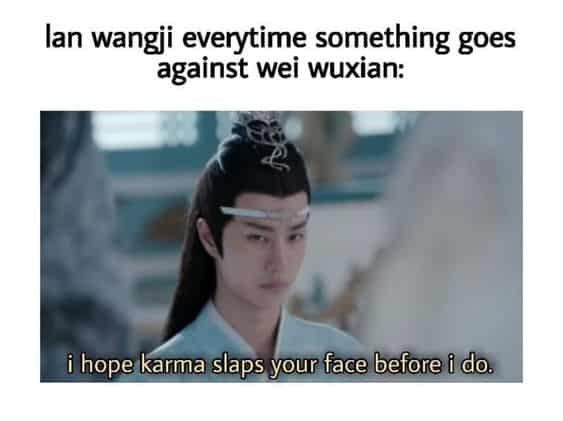 lan wangji everytime something goes
against wei wuxian:
i hope karma slaps your face before i do.